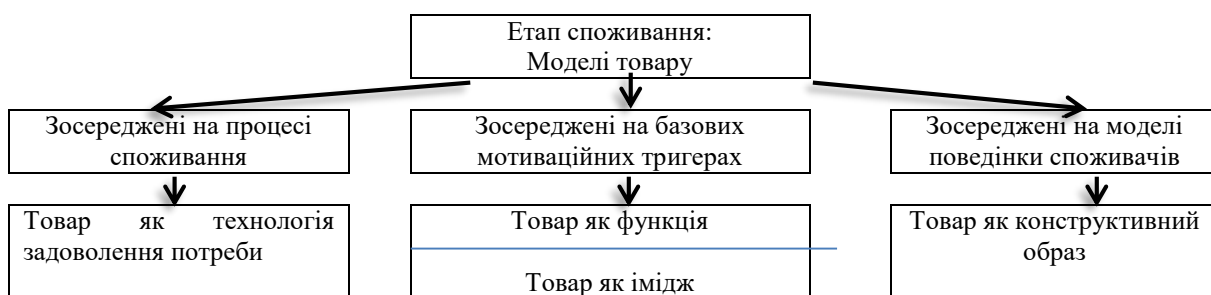 Етап споживання:
Моделі товару
Зосереджені на процесі
споживання
Зосереджені на базових
мотиваційних тригерах
Зосереджені на моделі
поведінки споживачів
Товар як технологія
задоволення потреби
Товар як функція
Товар як імідж
Товар як конструктивний
образ